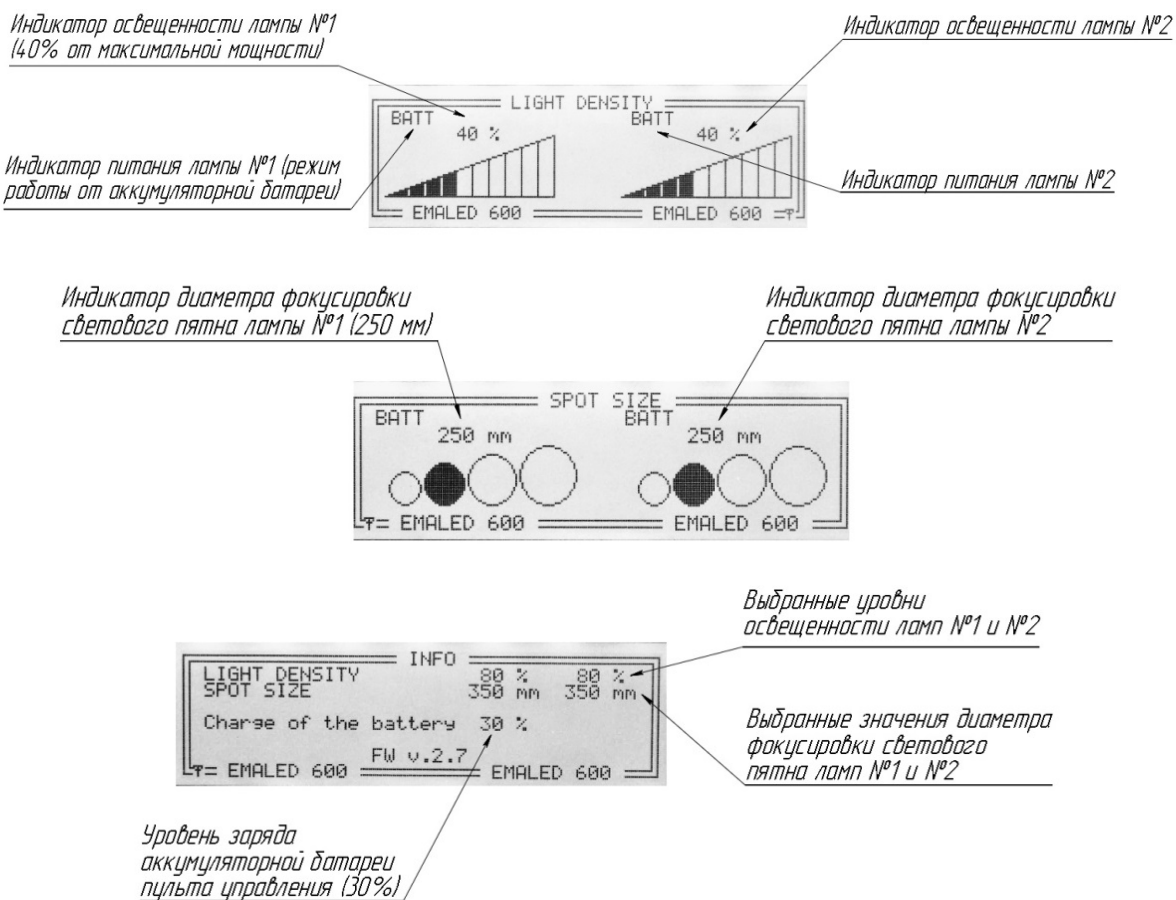 Индикатор освещенности лампы №1
(40% от максимальной мощности)
Индикатор освещенности лампы №2
LIGHT DENSITY
BATT
BATT
40 %
40 %
Индикатор питания лампы №1 (режим
работы от аккумуляторной батареи)
Индикатор питания лампы №2
EMALED 600
EMALED 600
Индикатор диаметра фокусировки
светового пятна лампы №1 (250 мм)
Индикатор диаметра фокусировки
светового пятна лампы №2
SPOT SIZE
BATT
BATT
250 mm
250 mm
EMALED 600
EMALED 600
Выбранные уровни
освещенности ламп №1 и №2
INFO
LIGHT DENSITY 80 % 80 %
SPOT SIZE 350 mm 350 mm
Charge of the battery 30 %
FW v.2.7
EMALED 600
EMALED 600
Выбранные значения диаметра
фокусировки светового
пятна ламп №1 и №2
Уровень заряда
аккумуляторной батареи
пульта управления (30%)